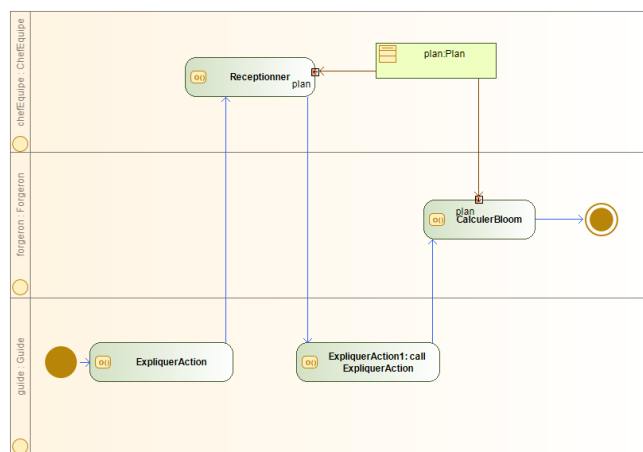 chefEquipe : ChefEquipe
Receptionner
plan
plan:Plan
forgeron : Forgeron
plan
CalculerBloom
guide : Guide
ExpliquerAction
ExpliquerAction1: call
ExpliquerAction